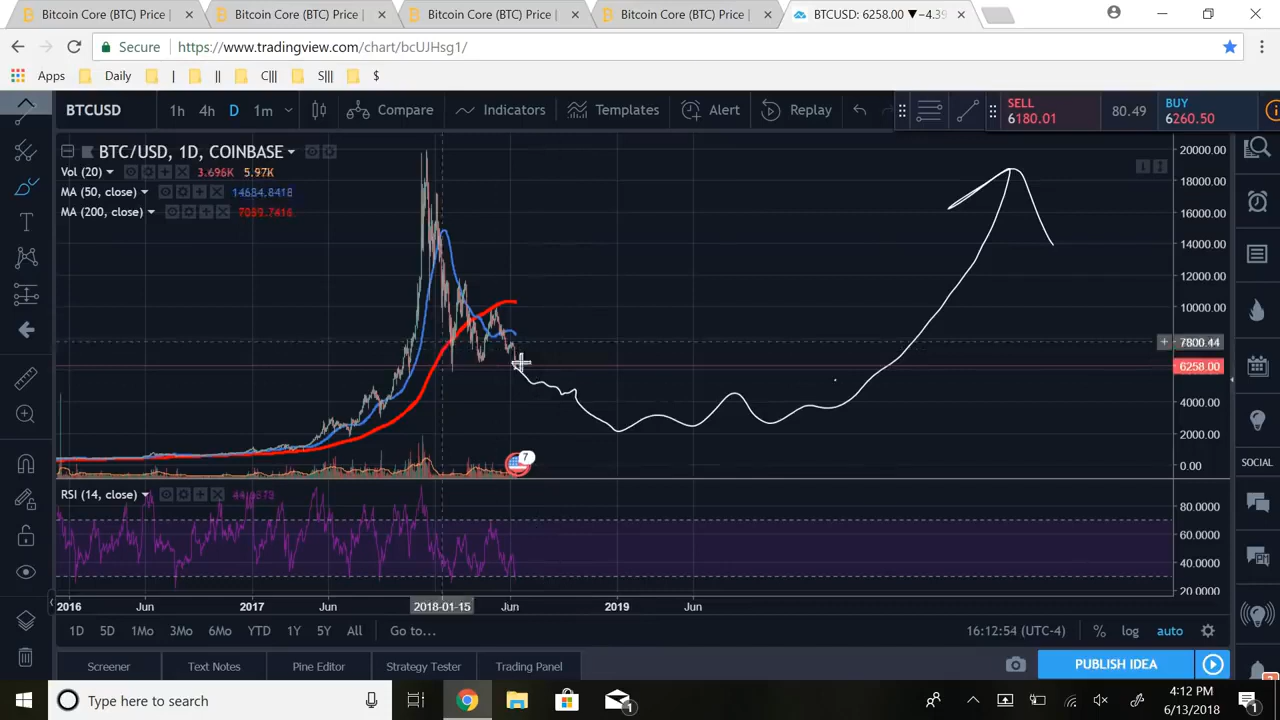 Bitcoin Core (BTC) Price | Bitcoin Core (BTC) Price | Bitcoin Core (BTC) Price | Bitcoin Core (BTC) Price | BTCUSD: 6258.00 ▼−4.39
Secure https://www.tradingview.com/chart/bcUJHsg1/
Apps Daily | || C||| S||| $
BTCUSD 1h 4h D 1m Compare Indicators Templates Alert Replay SELL 6180.01 80.49 BUY 6260.50
BTC/USD, 1D, COINBASE
Vol (20) 3.696K 5.97K
MA (50, close) 14684.8418
MA (200, close)
20000.00
18000.00
16000.00
14000.00
12000.00
10000.00
7800.44
6258.00
4000.00
2000.00
0.00
7
SOCIAL
RSI (14, close)
80.0000
60.0000
40.0000
20.0000
2016 Jun 2017 Jun 2018-01-15 Jun 2019 Jun
1D 5D 1Mo 3Mo 6Mo YTD 1Y 5Y All Go to... 16:12:54 (UTC-4) % log auto
Screener Text Notes Pine Editor Strategy Tester Trading Panel PUBLISH IDEA
Type here to search 1 4:12 PM 1
6/13/2018